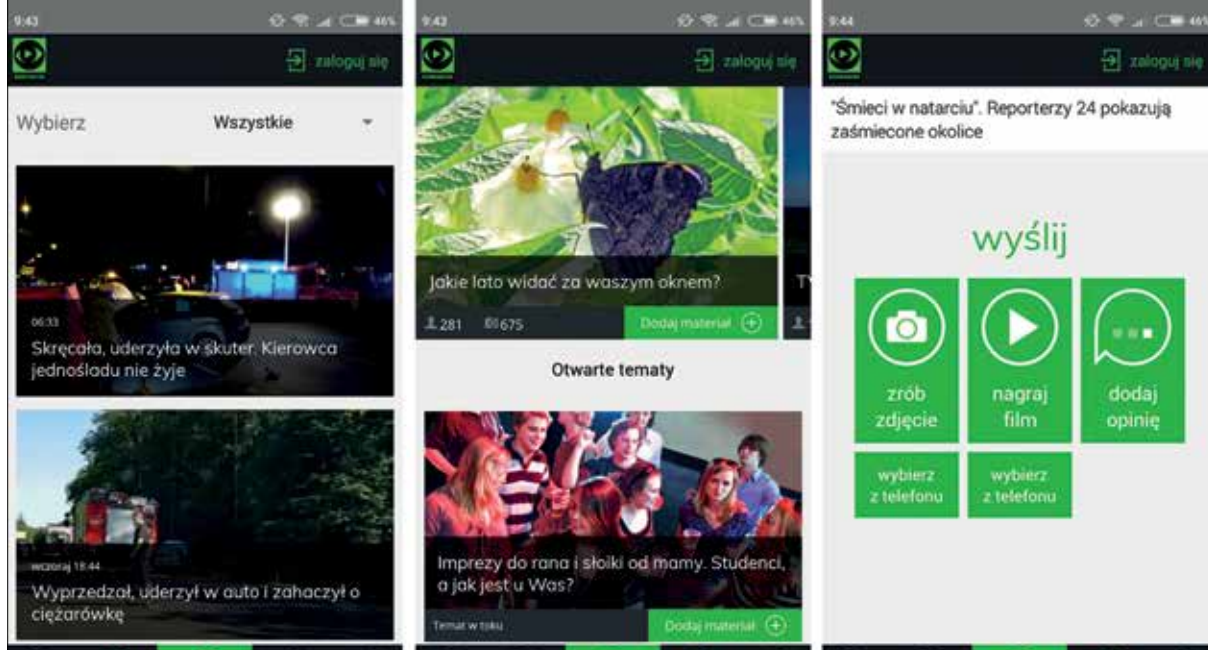 9:43
46%
zaloguj się
Wybierz
Wszystkie
06:33
Skręcała, uderzyła w skuter. Kierowca
jednośladu nie żyje
wczoraj 18:44
Wyprzedzał, uderzył w auto i zahaczył o
ciężarówkę
9:43
46%
zaloguj się
Jakie lato widać za waszym oknem?
281
675
Dodaj materiał
Otwarte tematy
Imprezy do rana i słoiki od mamy. Studenci,
a jak jest u Was?
Temat w toku
Dodaj materiał
9:44
46%
zaloguj się
"Śmieci w natarciu". Reporterzy 24 pokazują
zaśmiecone okolice
wyślij
zrób
zdjęcie
nagraj
film
dodaj
opinię
wybierz
z telefonu
wybierz
z telefonu